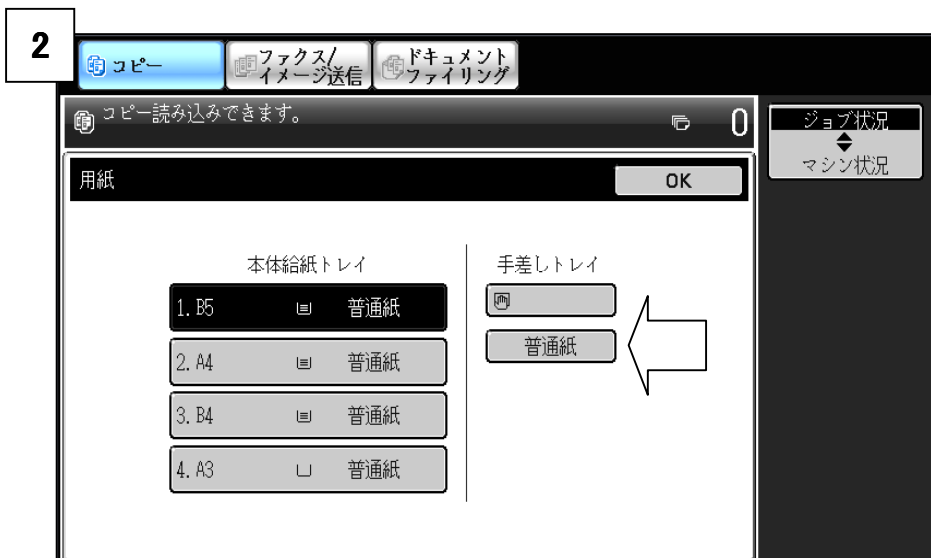 2
コピー
ファクス/
イメージ送信
ドキュメント
ファイリング
コピー読み込みできます。
0
ジョブ状況
マシン状況
用紙
OK
本体給紙トレイ
手差しトレイ
1. B5 普通紙
2. A4 普通紙
普通紙
3. B4 普通紙
4. A3 普通紙